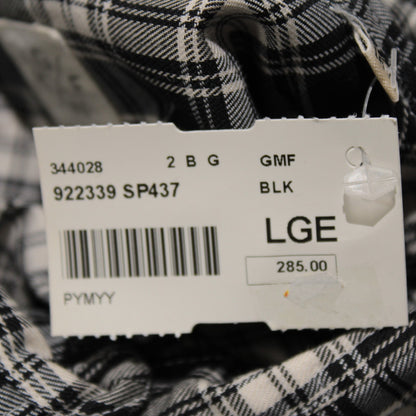 344028 2 B G GMF
922339 SP437 BLK
LGE
285.00
PYMYY